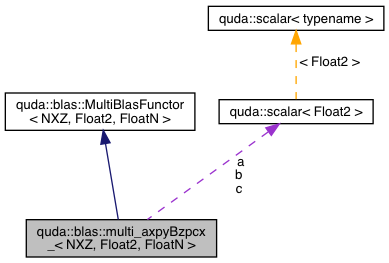 quda::scalar< typename >
< Float2 >
quda::blas::MultiBlasFunctor
< NXZ, Float2, FloatN >
quda::scalar< Float2 >
a
b
c
quda::blas::multi_axpyBzpcx
_< NXZ, Float2, FloatN >